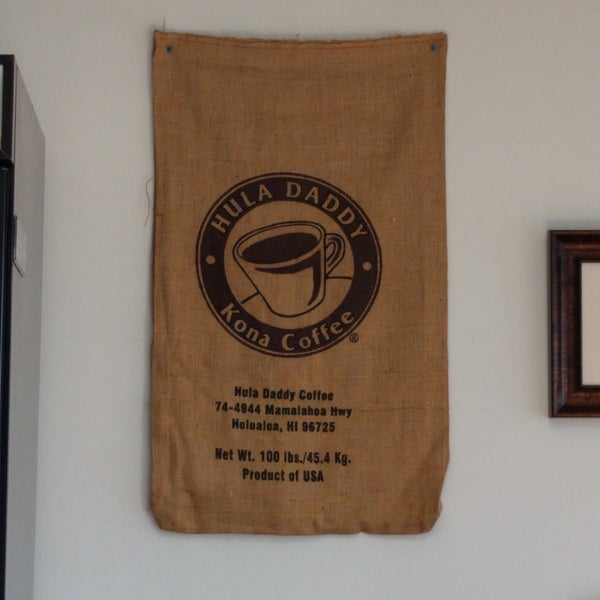 HULA DADDY
Kona Coffee
®
Hula Daddy Coffee
74-4944 Mamalahoa Hwy
Holualoa, HI 96725
Net Wt. 100 lbs./45.4 Kg.
Product of USA